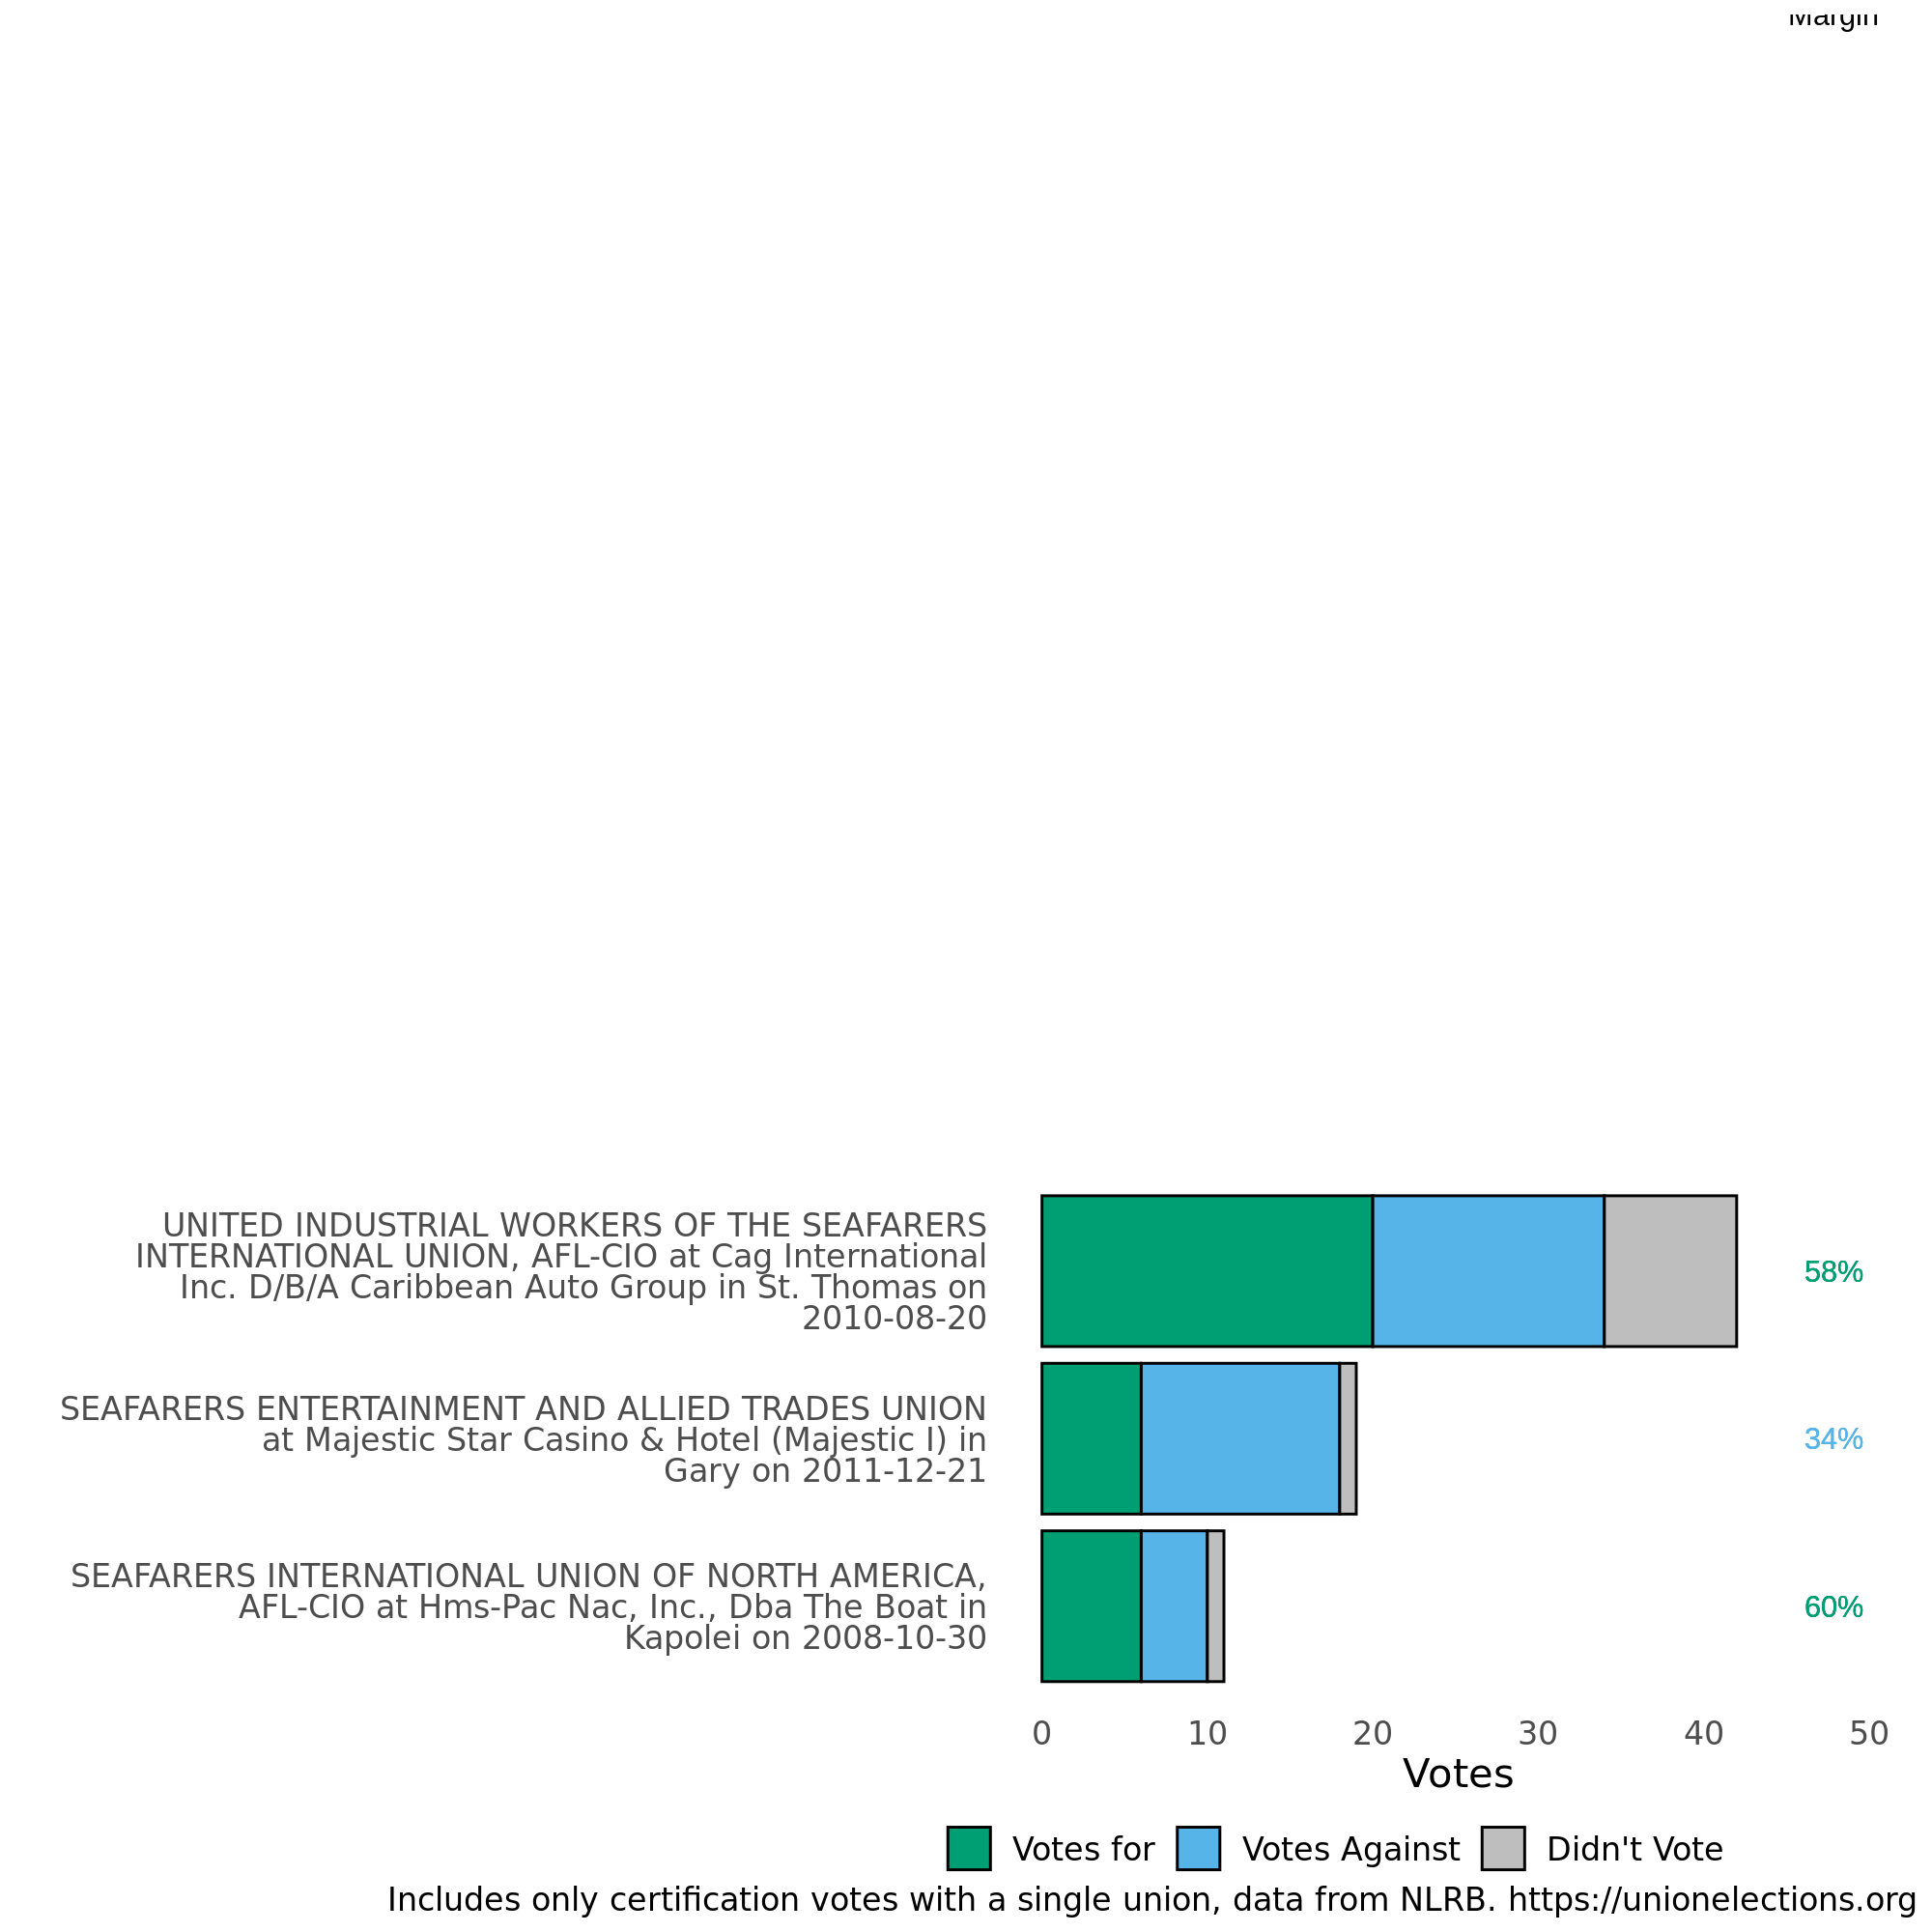 Margin
UNITED INDUSTRIAL WORKERS OF THE SEAFARERS
INTERNATIONAL UNION, AFL-CIO at Cag International
Inc. D/B/A Caribbean Auto Group in St. Thomas on
2010-08-20
58%
SEAFARERS ENTERTAINMENT AND ALLIED TRADES UNION
at Majestic Star Casino & Hotel (Majestic I) in
Gary on 2011-12-21
34%
SEAFARERS INTERNATIONAL UNION OF NORTH AMERICA,
AFL-CIO at Hms-Pac Nac, Inc., Dba The Boat in
Kapolei on 2008-10-30
60%
0 10 20 30 40 50
Votes
Votes for Votes Against Didn't Vote
Includes only certification votes with a single union, data from NLRB. https://unionelections.org